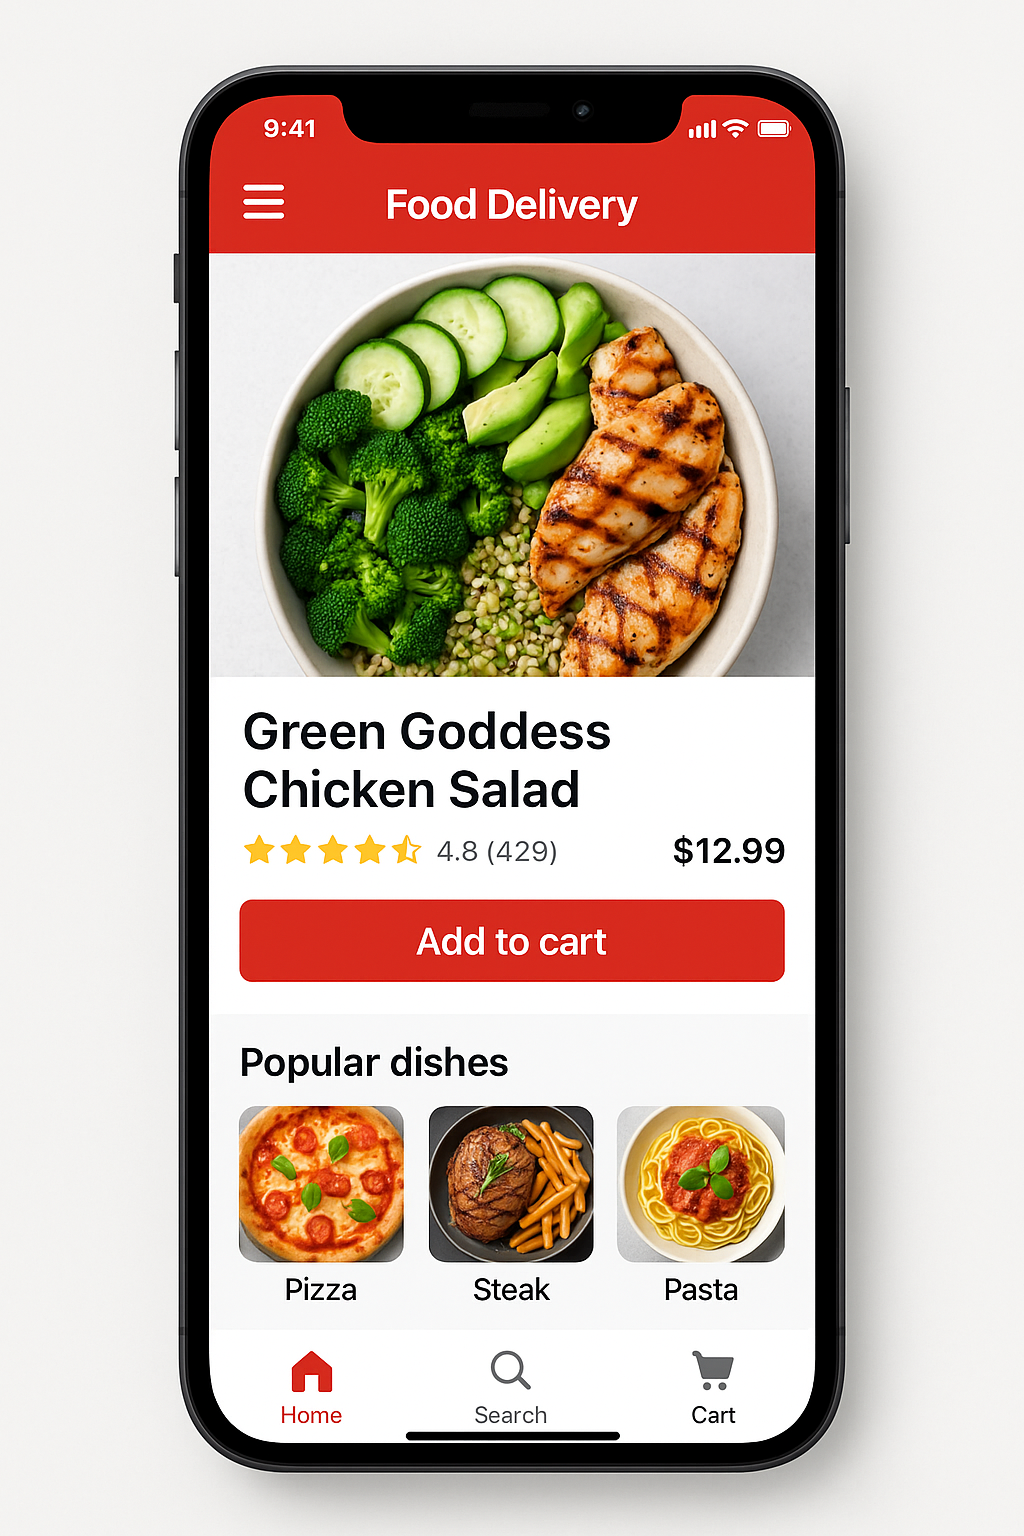 9:41
Food Delivery
Green Goddess
Chicken Salad
4.8 (429)
$12.99
Add to cart
Popular dishes
Pizza
Steak
Pasta
Home
Search
Cart